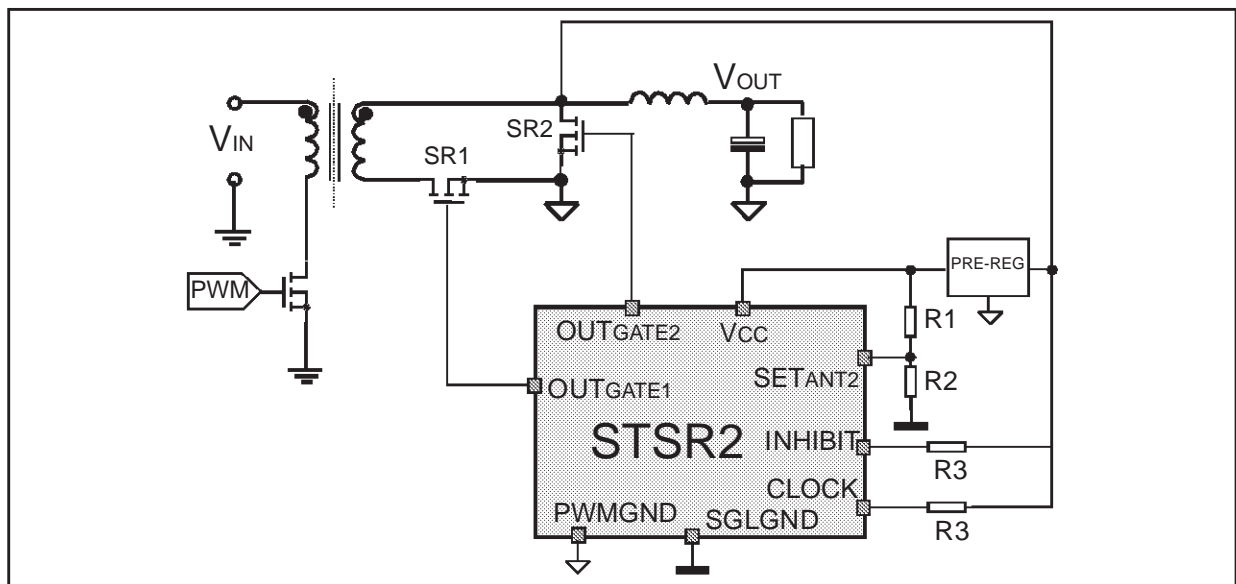 VOUT
VIN
SR2
SR1
PRE-REG
PWM
R1
OUTGATE2
VCC
SETANT2
R2
OUTGATE1
STSR2
INHIBIT
R3
CLOCK
PWMGND
SGLGND
R3